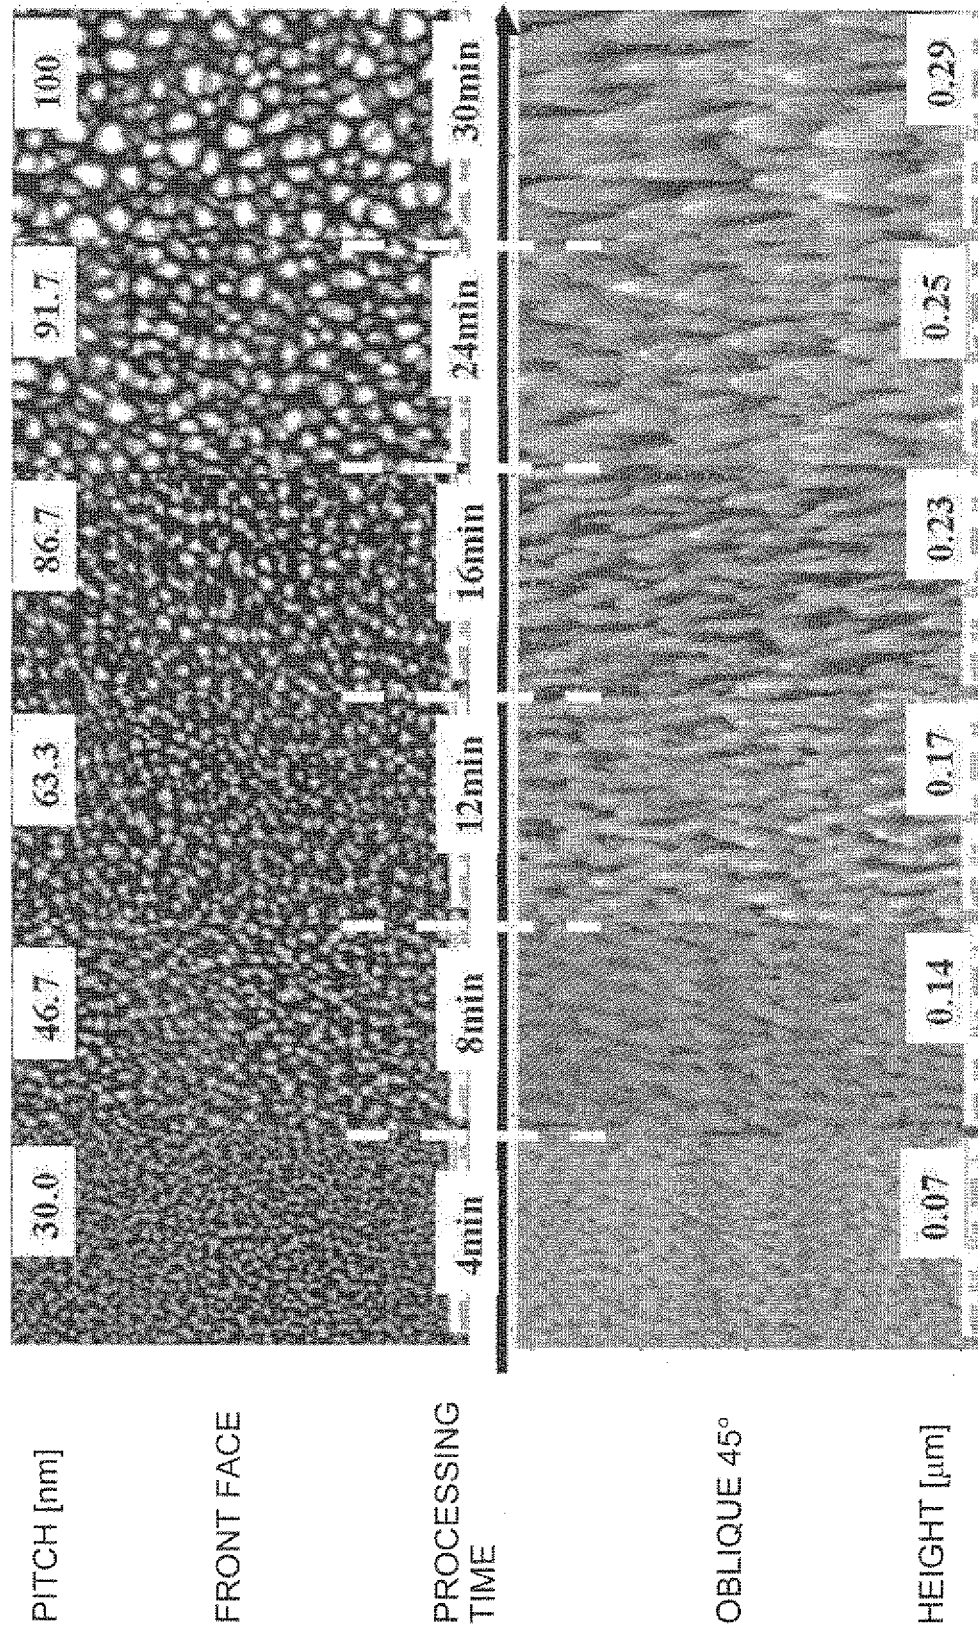 PITCH [nm]
30.0
46.7
63.3
86.7
91.7
100
FRONT FACE
PROCESSING
TIME
4min
8min
12min
16min
24min
30min
OBLIQUE 45°
HEIGHT [μm]
0.07
0.14
0.17
0.23
0.25
0.29